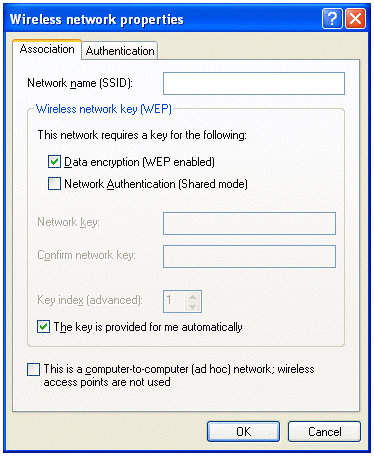 Wireless network properties
Association
Authentication
Network name (SSID):
Wireless network key (WEP)
This network requires a key for the following:
Data encryption (WEP enabled)
Network Authentication (Shared mode)
Network key:
Confirm network key:
Key index (advanced):
1
The key is provided for me automatically
This is a computer-to-computer (ad hoc) network; wireless
access points are not used
OK
Cancel